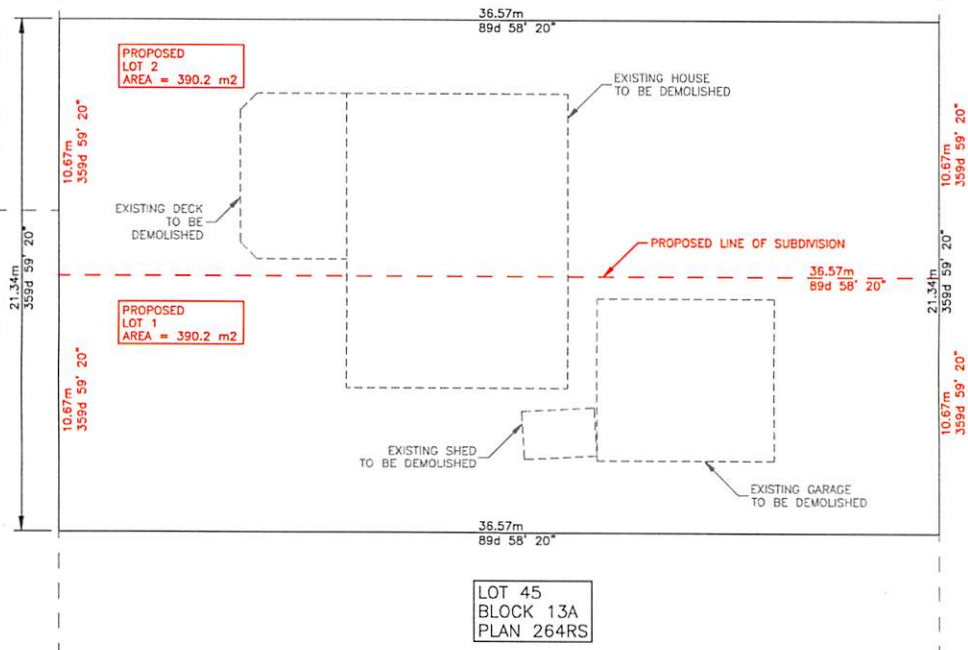 36.57m
89d 58' 20"
PROPOSED
LOT 2
AREA = 390.2 m2
EXISTING HOUSE
TO BE DEMOLISHED
10.67m
359d 59' 20"
10.67m
359d 59' 20"
EXISTING DECK
TO BE
DEMOLISHED
21.34m
359d 59' 20"
PROPOSED LINE OF SUBDIVISION
36.57m
89d 58' 20"
21.34m
359d 59' 20"
PROPOSED
LOT 1
AREA = 390.2 m2
10.67m
359d 59' 20"
10.67m
359d 59' 20"
EXISTING SHED
TO BE DEMOLISHED
EXISTING GARAGE
TO BE DEMOLISHED
36.57m
89d 58' 20"
LOT 45
BLOCK 13A
PLAN 264RS